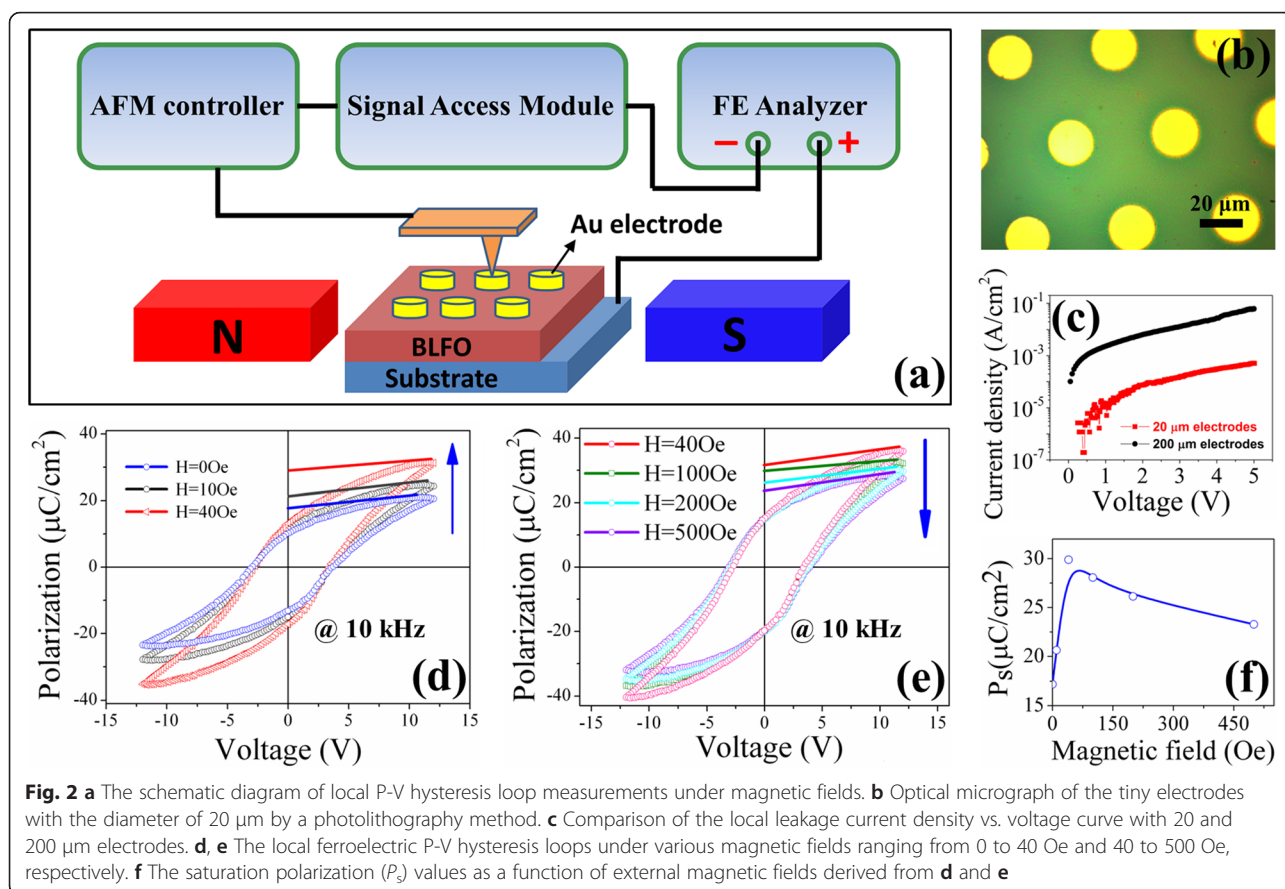 AFM controller
Signal Access Module
FE Analyzer
− +
Au electrode
N
BLFO
Substrate
S
(a)
(b)
20 μm
Current density (A/cm²)
10⁻¹
10⁻³
10⁻⁵
10⁻⁷
(c)
20 μm electrodes
200 μm electrodes
0 1 2 3 4 5
Voltage (V)
Polarization (μC/cm²)
40
20
0
-20
-40
H=0Oe
H=10Oe
H=40Oe
@ 10 kHz
(d)
-15 -10 -5 0 5 10 15
Voltage (V)
Polarization (μC/cm²)
40
20
0
-20
-40
H=40Oe
H=100Oe
H=200Oe
H=500Oe
@ 10 kHz
(e)
-15 -10 -5 0 5 10 15
Voltage (V)
Pₛ(μC/cm²)
30
25
20
15
(f)
0 150 300 450
Magnetic field (Oe)
Fig. 2 a The schematic diagram of local P-V hysteresis loop measurements under magnetic fields. b Optical micrograph of the tiny electrodes
with the diameter of 20 μm by a photolithography method. c Comparison of the local leakage current density vs. voltage curve with 20 and
200 μm electrodes. d, e The local ferroelectric P-V hysteresis loops under various magnetic fields ranging from 0 to 40 Oe and 40 to 500 Oe,
respectively. f The saturation polarization (Pₛ) values as a function of external magnetic fields derived from d and e